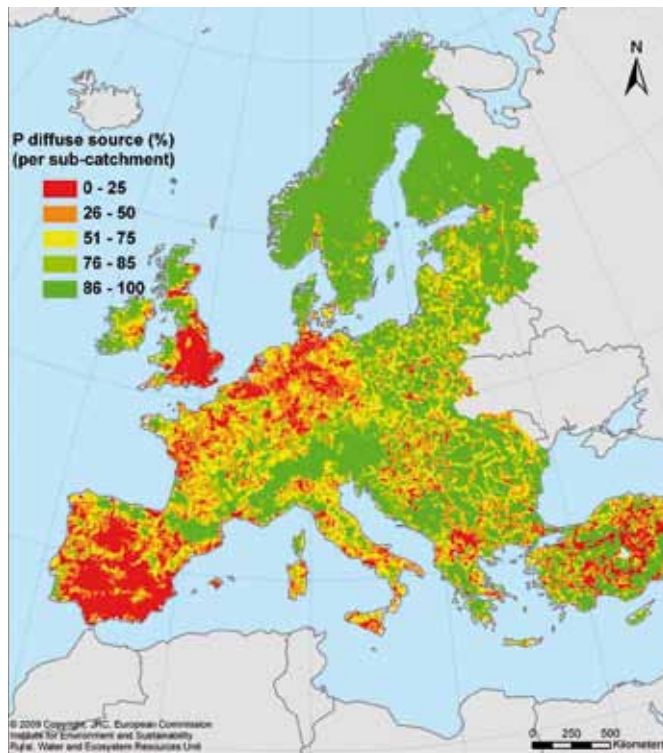 N
P diffuse source (%)
(per sub-catchment)
0 - 25
26 - 50
51 - 75
76 - 85
86 - 100
© 2009 Copyright, JRC, European Commission
Institute for Environment and Sustainability
Rural, Water and Ecosystem Resources Unit
0 250 500
Kilometers